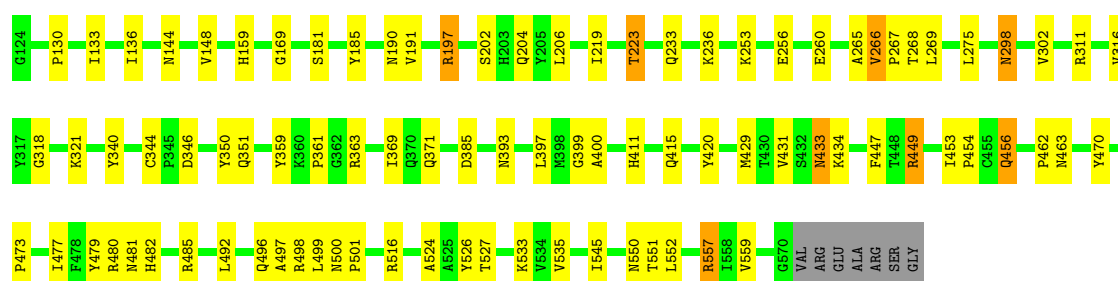 G124 P130 I133 I136 N144 V148 H159 G169 S181 Y185 N190 V191 R197 S202 H203 Q204 Y205 L206 I219 T223 Q233 K236 K253 E256 E260 A265 V266 P267 T268 L269 L275 N298 V302 R311 V316
Y317 G318 K321 Y340 C344 P345 D346 Y350 Q351 Y359 K360 P361 G362 R363 I369 Q370 Q371 D385 N393 L397 M398 G399 A400 H411 Q415 Y420 M429 T430 V431 S432 N433 K434 F447 T448 R449 I453 P454 C455 Q456 P462 N463 Y470
P473 I477 F478 Y479 R480 N481 H482 R485 L492 Q496 A497 R498 L499 N500 P501 R516 A524 A525 Y526 T527 K533 V534 V535 I545 N550 T551 L552 R557 I558 V559 G570 VAL ARG GLU ALA ARG SER GLY